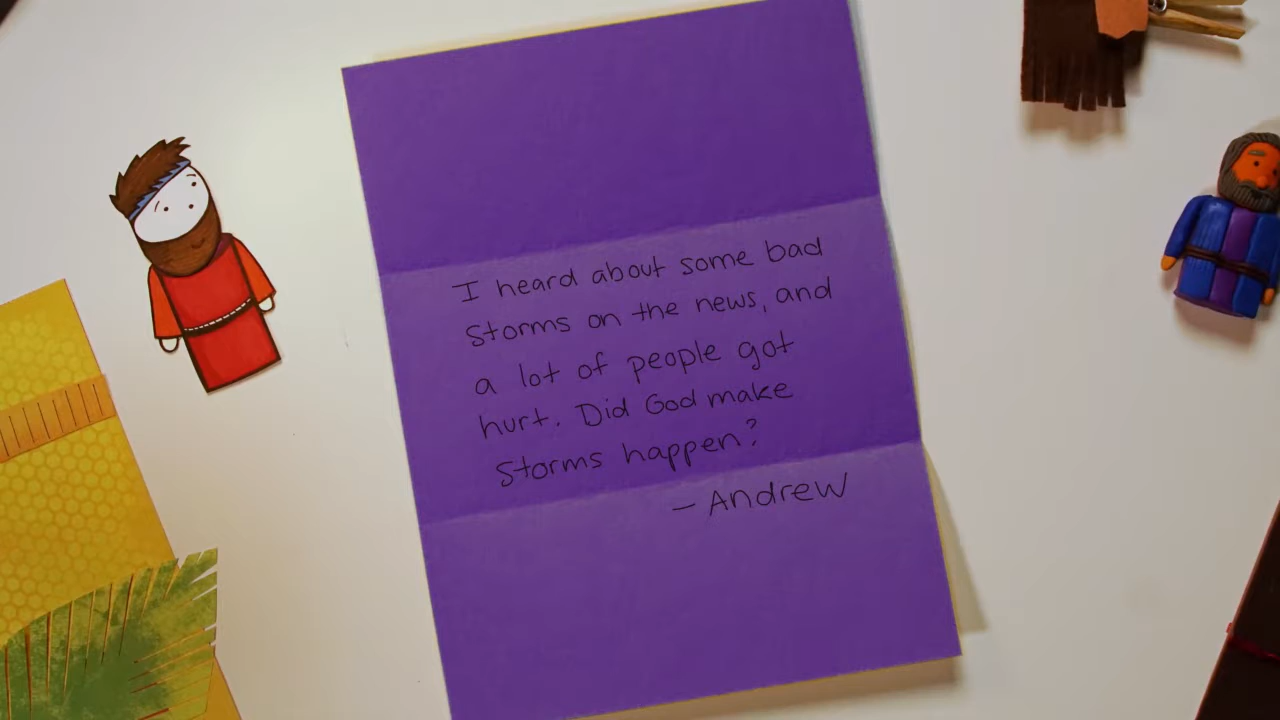 I heard about some bad
Storms on the news, and
a lot of people got
hurt. Did God make
Storms happen?
- Andrew